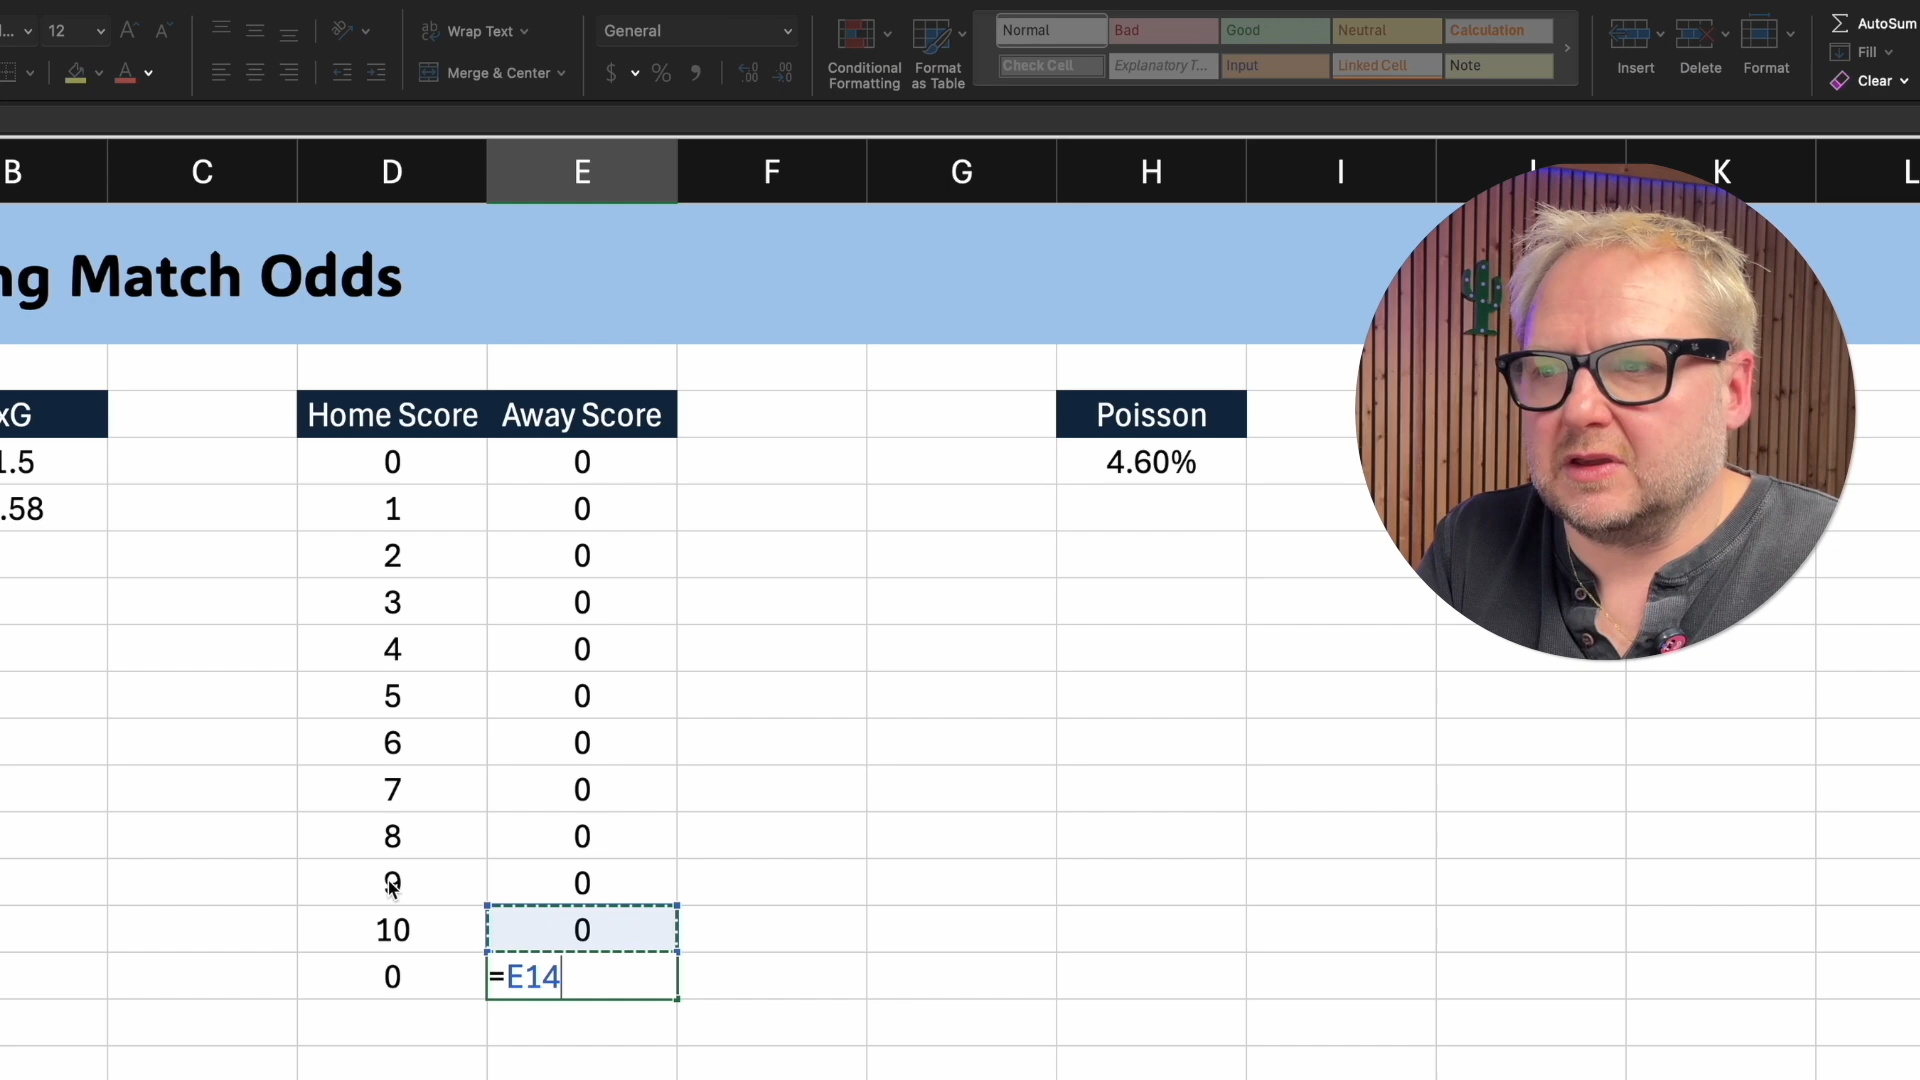 12 Wrap Text General Normal Bad Good Neutral Calculation AutoSum
Merge & Center $ % Conditional Formatting Format as Table Check Cell Explanatory T... Input Linked Cell Note Insert Delete Format Fill
Clear
B C D E F G H I K L
ng Match Odds
xG Home Score Away Score Poisson
1.5 0 0 4.60%
.58 1 0
2 0
3 0
4 0
5 0
6 0
7 0
8 0
9 0
10 0
0 =E14